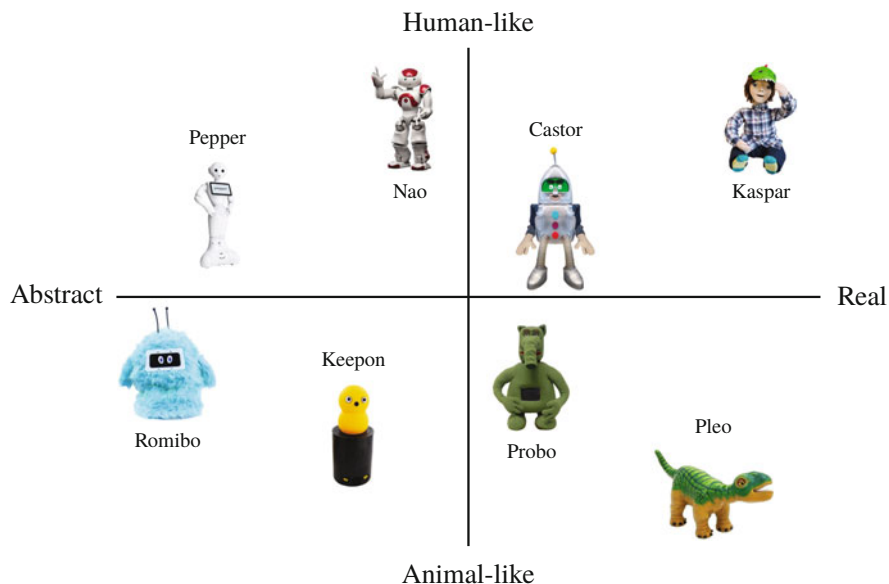 Human-like
Pepper
Castor
Nao
Kaspar
Abstract
Real
Keepon
Romibo
Probo
Pleo
Animal-like